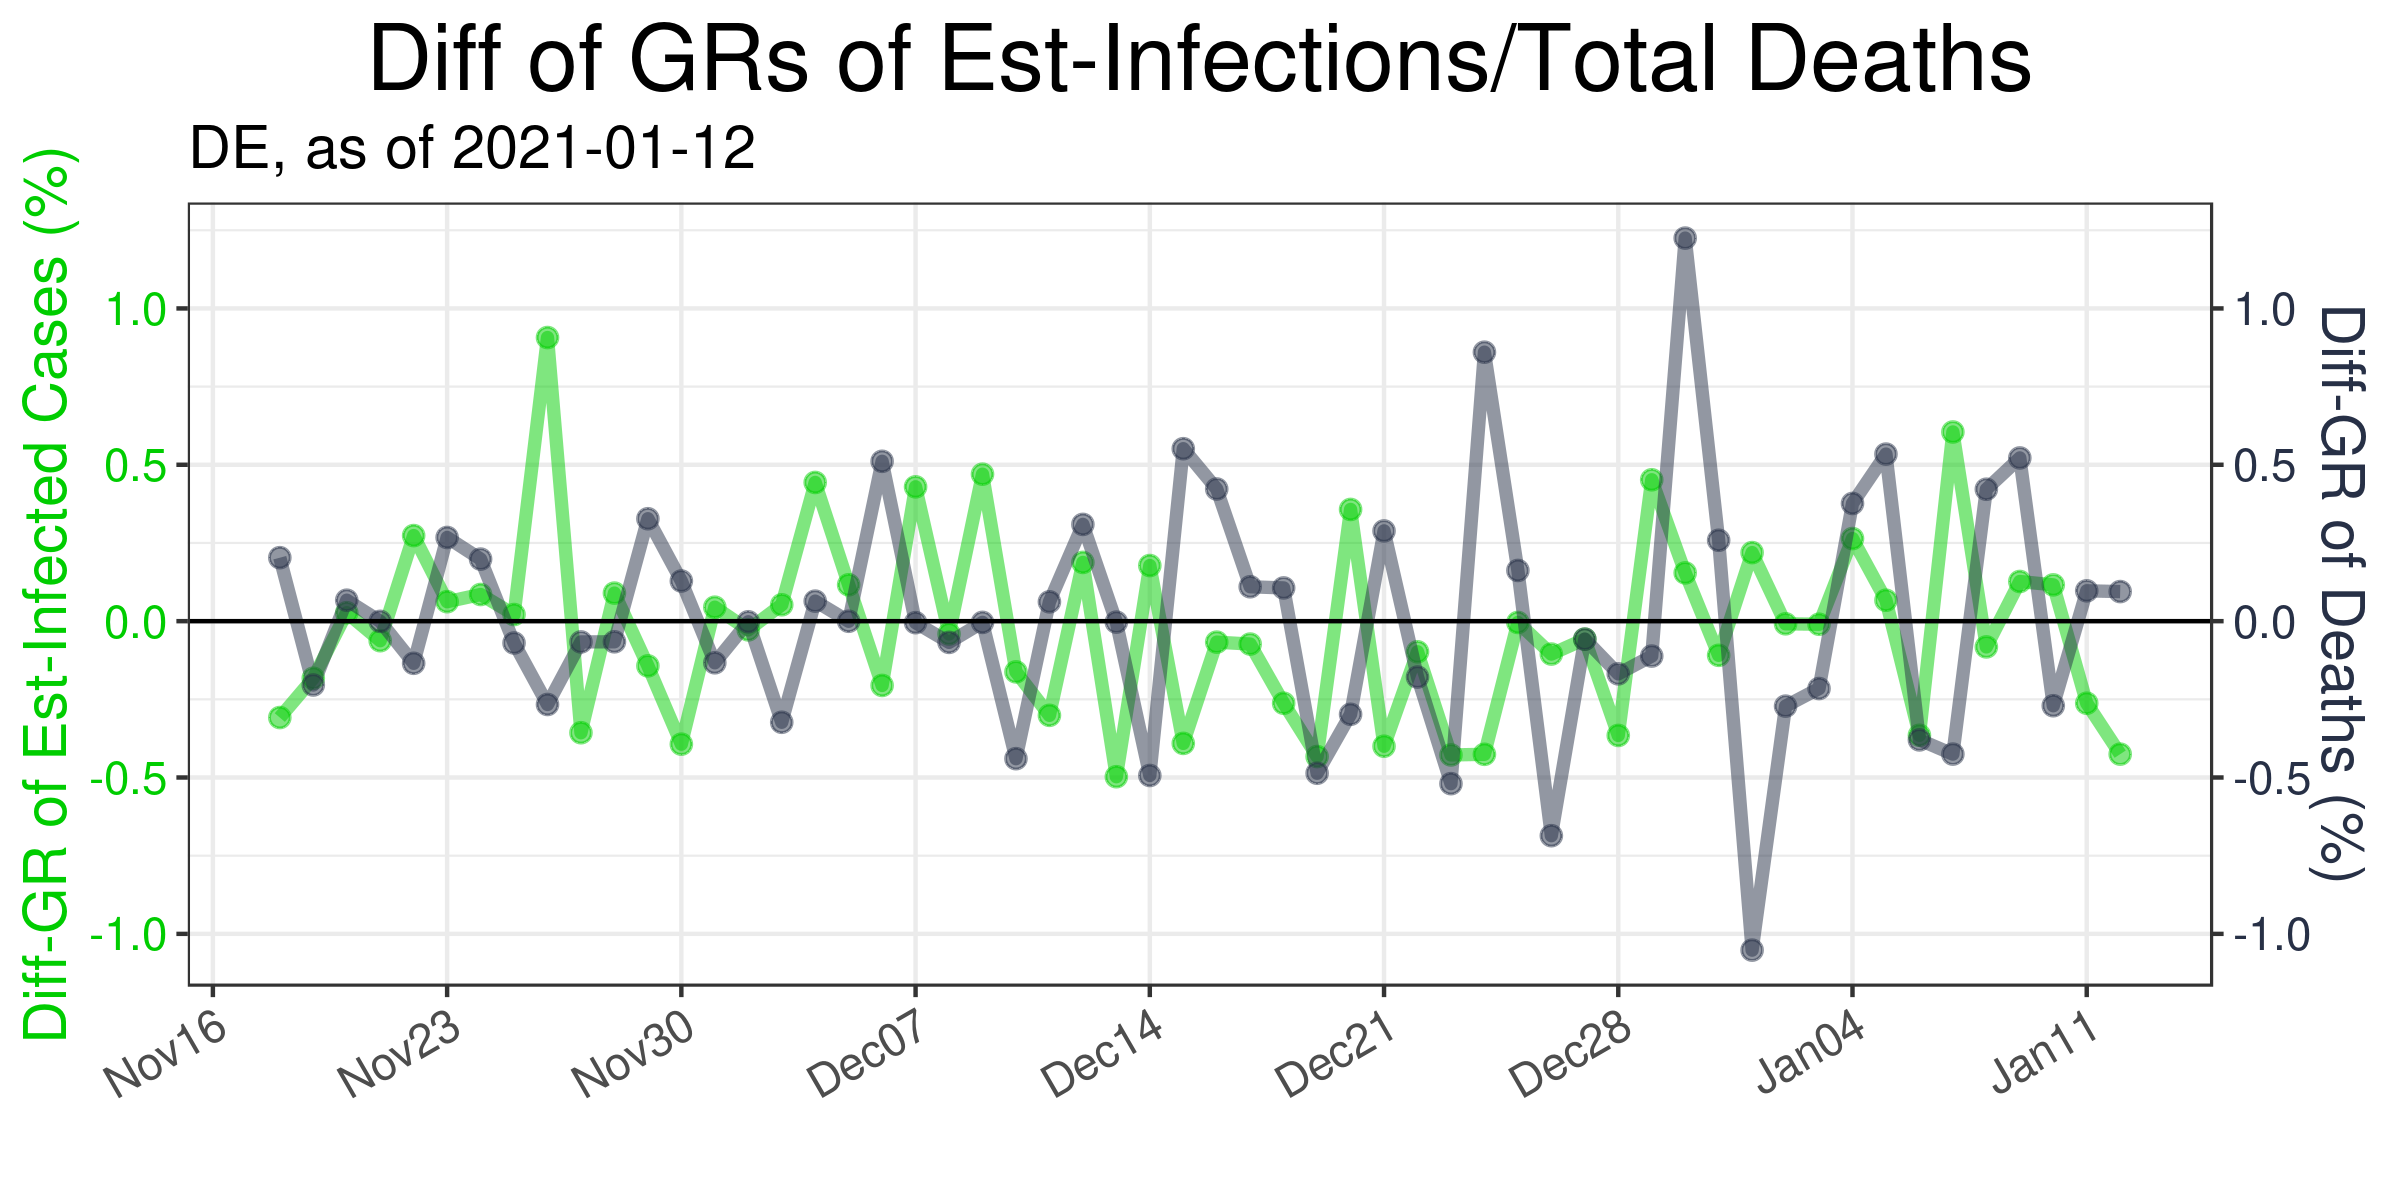 Diff of GRs of Est-Infections/Total Deaths
DE, as of 2021-01-12
Diff-GR of Est-Infected Cases (%)
1.0
0.5
0.0
-0.5
-1.0
1.0
0.5
0.0
-0.5
-1.0
Diff-GR of Deaths (%)
Nov16 Nov23 Nov30 Dec07 Dec14 Dec21 Dec28 Jan04 Jan11